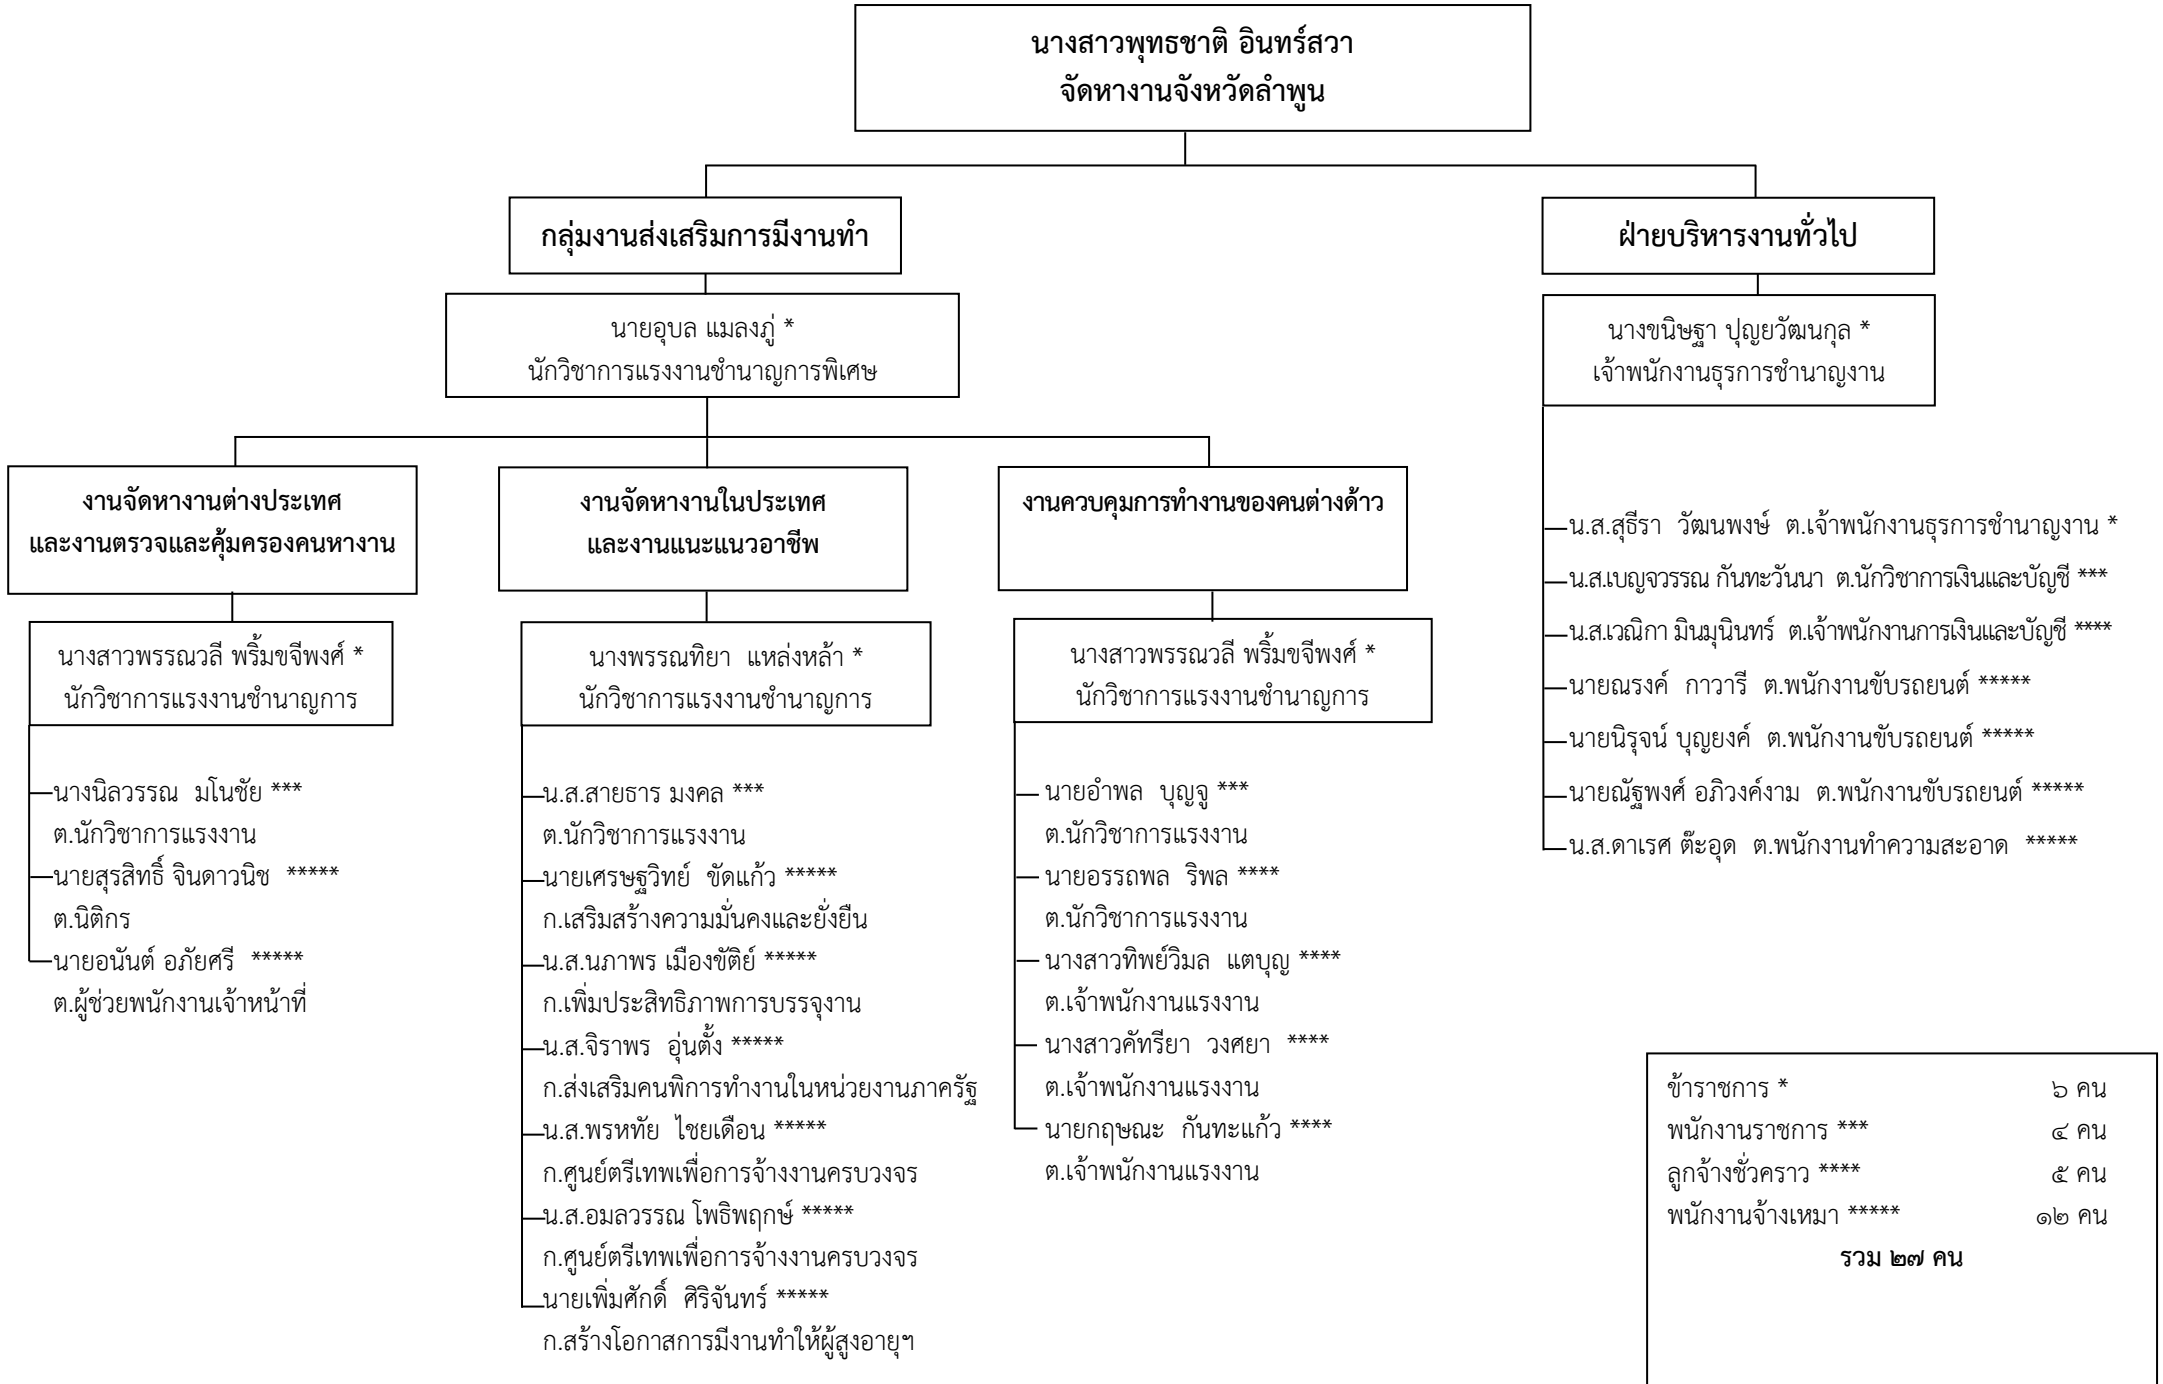 นางสาวพุทธชาติ อินทร์สวา
จัดหางานจังหวัดลำพูน
กลุ่มงานส่งเสริมการมีงานทำ
นายอุบล แมลงภู่ *
นักวิชาการแรงงานชำนาญการพิเศษ
งานจัดหางานต่างประเทศ
และงานตรวจและคุ้มครองคนหางาน
นางสาวพรรณวลี พริ้มขจีพงศ์ *
นักวิชาการแรงงานชำนาญการ
นางนิลวรรณ มโนชัย ***
ต.นักวิชาการแรงงาน
นายสุรสิทธิ์ จินดาวนิช *****
ต.นิติกร
นายอนันต์ อภัยศรี *****
ต.ผู้ช่วยพนักงานเจ้าหน้าที่
งานจัดหางานในประเทศ
และงานแนะแนวอาชีพ
นางพรรณทิยา แหล่งหล้า *
นักวิชาการแรงงานชำนาญการ
น.ส.สายธาร มงคล ***
ต.นักวิชาการแรงงาน
นายเศรษฐวิทย์ ขัดแก้ว *****
ก.เสริมสร้างความมั่นคงและยั่งยืน
น.ส.นภาพร เมืองขัติย์ *****
ก.เพิ่มประสิทธิภาพการบรรจุงาน
น.ส.จิราพร อุ่นตั้ง *****
ก.ส่งเสริมคนพิการทำงานในหน่วยงานภาครัฐ
น.ส.พรหทัย ไชยเดือน *****
ก.ศูนย์ตรีเทพเพื่อการจ้างงานครบวงจร
น.ส.อมลวรรณ โพธิพฤกษ์ *****
ก.ศูนย์ตรีเทพเพื่อการจ้างงานครบวงจร
นายเพิ่มศักดิ์ ศิริจันทร์ *****
ก.สร้างโอกาสการมีงานทำให้ผู้สูงอายุฯ
งานควบคุมการทำงานของคนต่างด้าว
นางสาวพรรณวลี พริ้มขจีพงศ์ *
นักวิชาการแรงงานชำนาญการ
นายอำพล บุญจู ***
ต.นักวิชาการแรงงาน
นายอรรถพล ริพล ****
ต.นักวิชาการแรงงาน
นางสาวทิพย์วิมล แตบุญ ****
ต.เจ้าพนักงานแรงงาน
นางสาวคัทรียา วงศยา ****
ต.เจ้าพนักงานแรงงาน
นายกฤษณะ กันทะแก้ว ****
ต.เจ้าพนักงานแรงงาน
ฝ่ายบริหารงานทั่วไป
นางขนิษฐา ปุญยวัฒนกุล *
เจ้าพนักงานธุรการชำนาญงาน
น.ส.สุธีรา วัฒนพงษ์ ต.เจ้าพนักงานธุรการชำนาญงาน *
น.ส.เบญจวรรณ กันทะวันนา ต.นักวิชาการเงินและบัญชี ***
น.ส.เวณิกา มินมุนินทร์ ต.เจ้าพนักงานการเงินและบัญชี ****
นายณรงค์ กาวารี ต.พนักงานขับรถยนต์ *****
นายนิรุจน์ บุญยงค์ ต.พนักงานขับรถยนต์ *****
นายณัฐพงศ์ อภิวงค์งาม ต.พนักงานขับรถยนต์ *****
น.ส.ดาเรศ ต๊ะอุด ต.พนักงานทำความสะอาด *****
ข้าราชการ * ๖ คน
พนักงานราชการ *** ๔ คน
ลูกจ้างชั่วคราว **** ๕ คน
พนักงานจ้างเหมา ***** ๑๒ คน
รวม ๒๗ คน